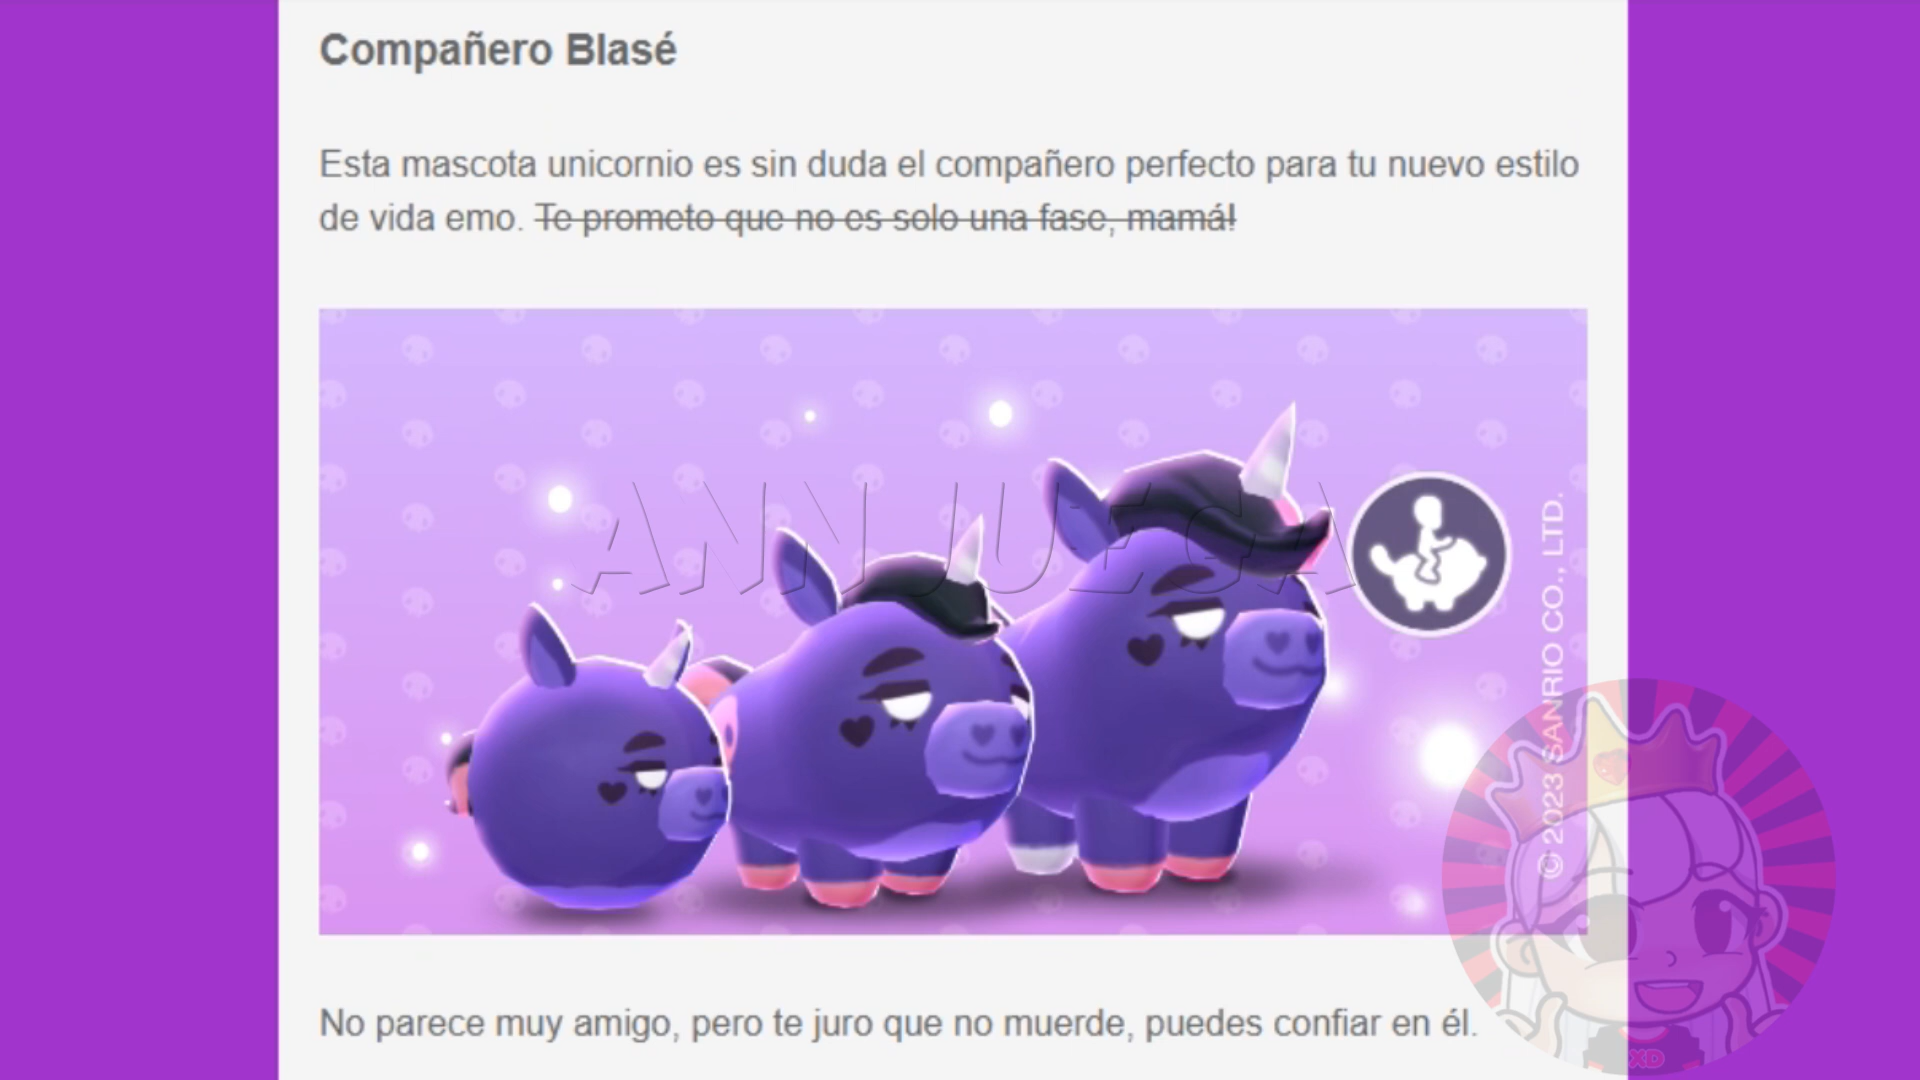 Compañero Blasé
Esta mascota unicornio es sin duda el compañero perfecto para tu nuevo estilo
de vida emo. Te prometo que no es solo una fase, mamá!
ANN JUEGA
© 2023 SANRIO CO., LTD.
XD
No parece muy amigo, pero te juro que no muerde, puedes confiar en él.